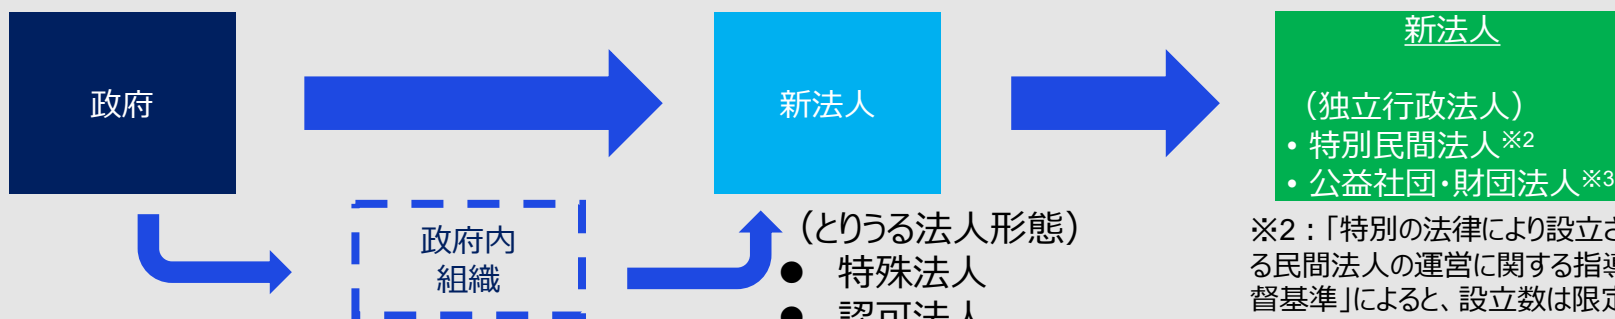 政府
新法人
新法人
（独立行政法人）
• 特別民間法人※2
• 公益社団・財団法人※3
政府内
組織
（とりうる法人形態）
● 特殊法人
● 認可法人
※2：「特別の法律により設立さ
る民間法人の運営に関する指導
督基準」によると、設立数は限定